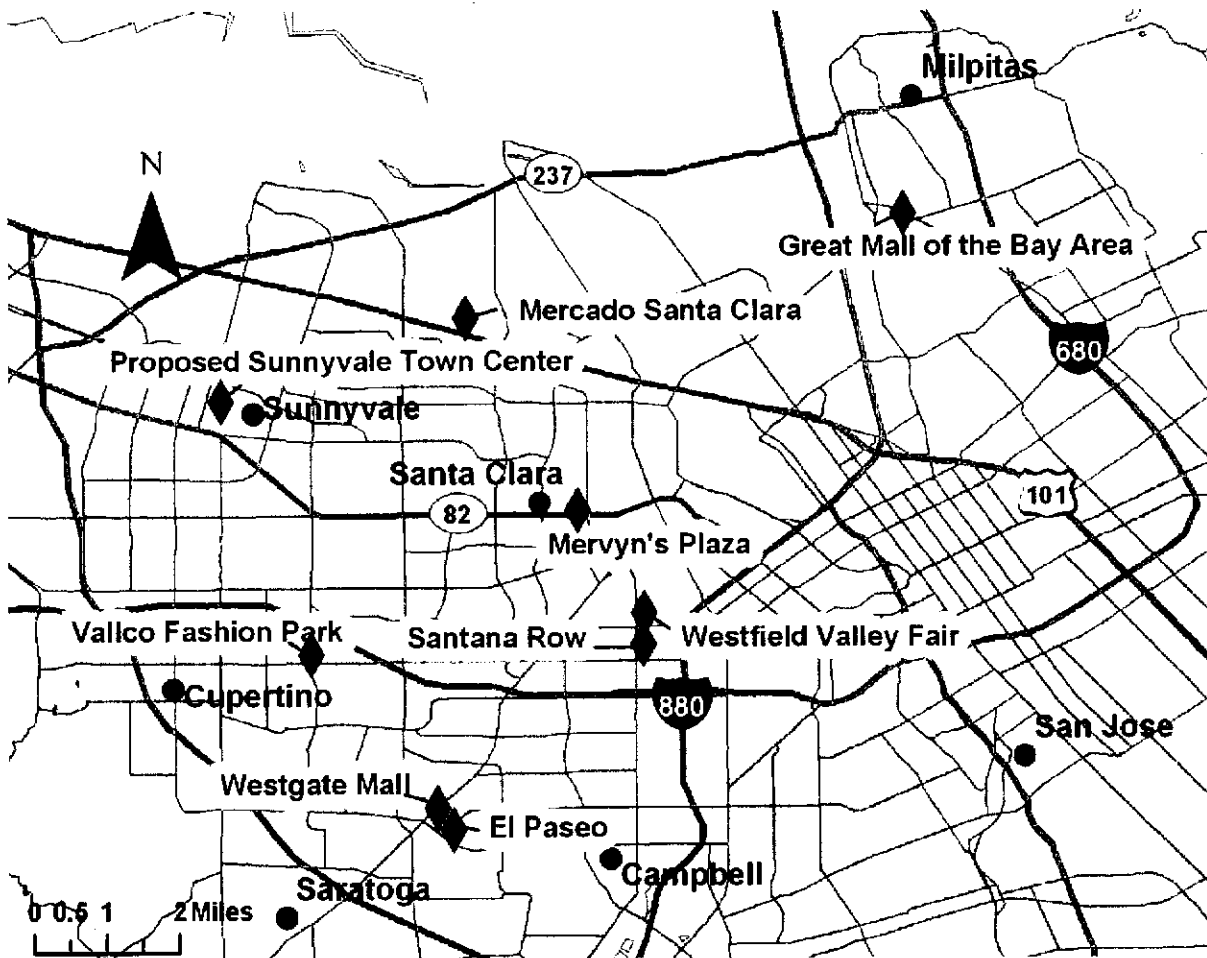 Milpitas
N
237
Great Mall of the Bay Area
Mercado Santa Clara
680
Proposed Sunnyvale Town Center
Sunnyvale
Santa Clara
101
82
Mervyn's Plaza
Vallco Fashion Park
Santana Row
Westfield Valley Fair
Cupertino
880
San Jose
Westgate Mall
El Paseo
Campbell
Saratoga
0 0.5 1 2 Miles